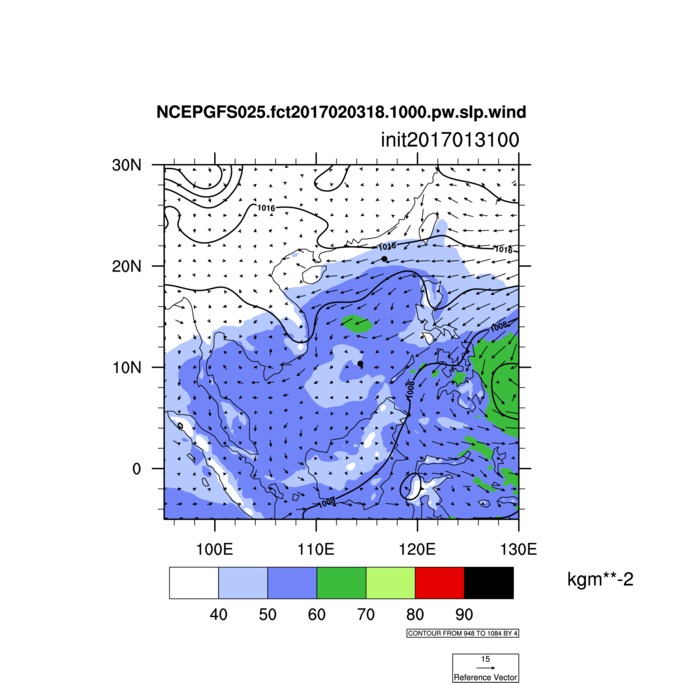 NCEPGFS025.fct2017020318.1000.pw.slp.wind
init2017013100
30N
1016
1016
1016
20N
1008
10N
1008
0
1008
100E
110E
120E
130E
kgm**-2
40
50
60
70
80
90
CONTOUR FROM 948 TO 1084 BY 4
15
Reference Vector